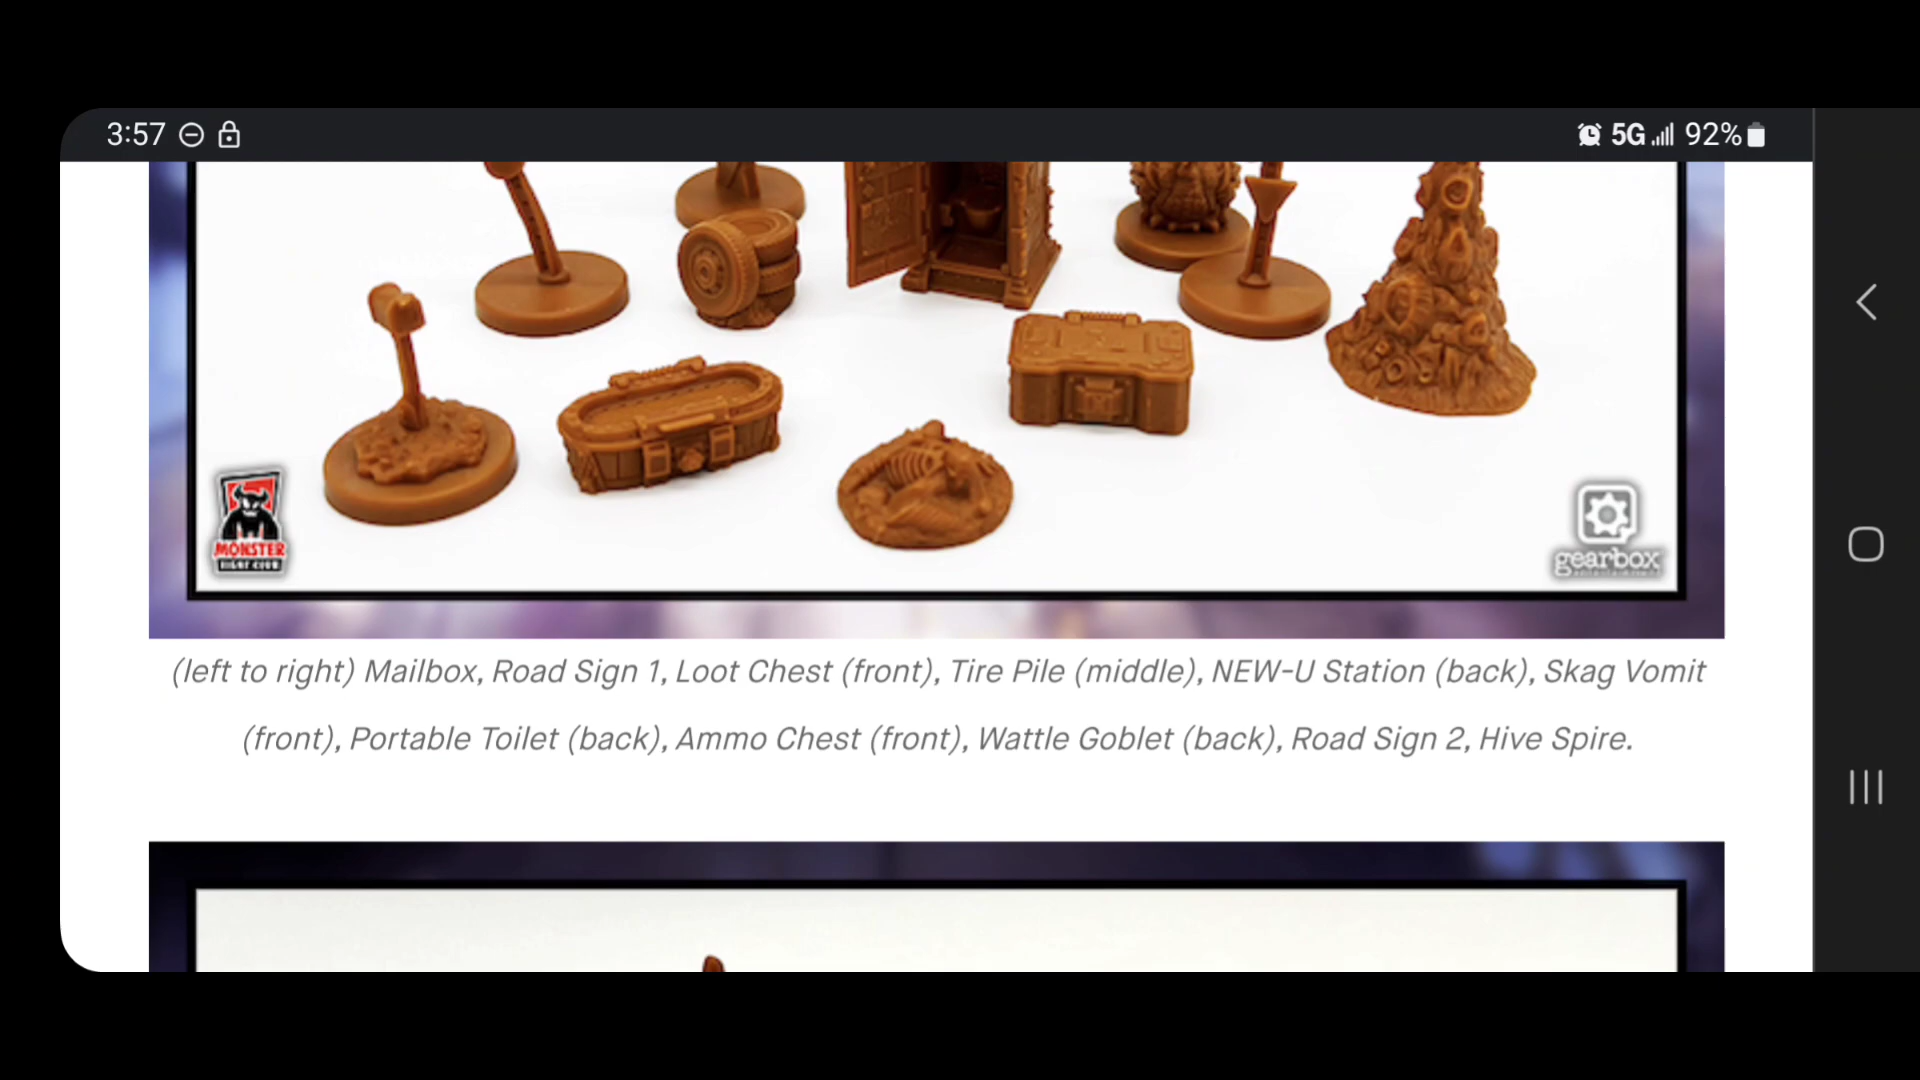 3:57
5G 92%
MONSTER
FIGHT CLUB
gearbox
(left to right) Mailbox, Road Sign 1, Loot Chest (front), Tire Pile (middle), NEW-U Station (back), Skag Vomit
(front), Portable Toilet (back), Ammo Chest (front), Wattle Goblet (back), Road Sign 2, Hive Spire.